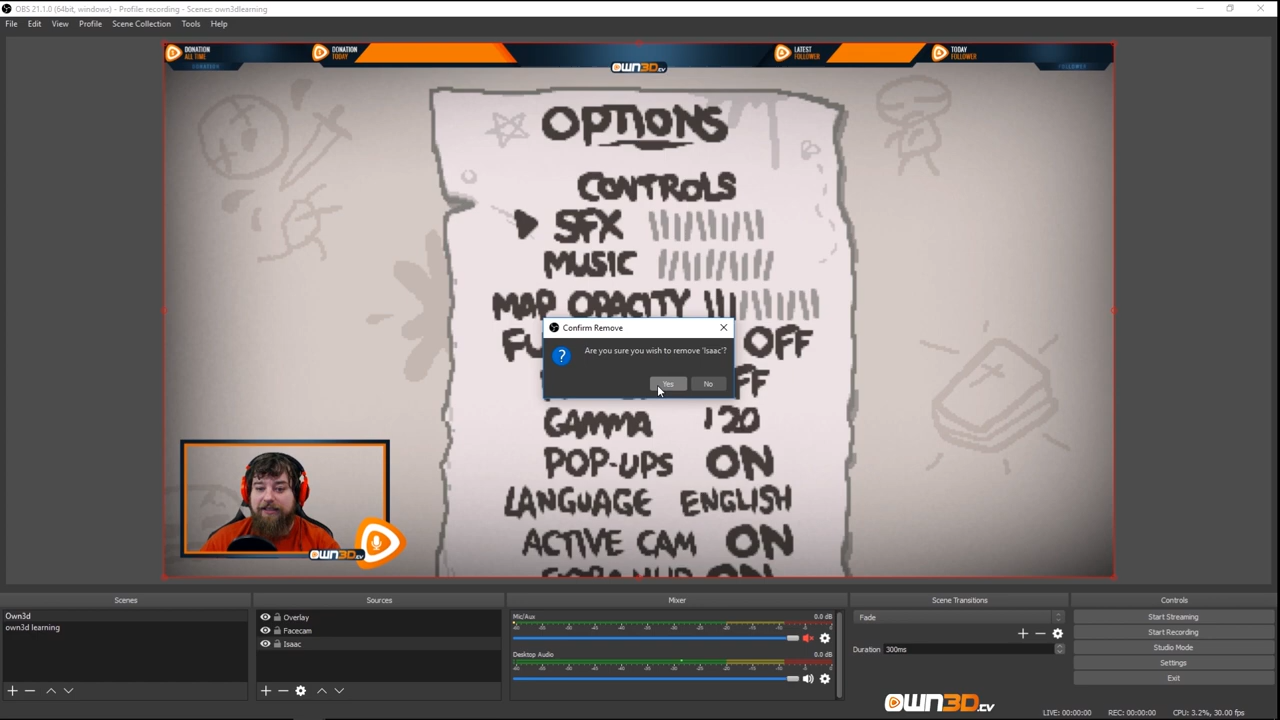 OBS 21.1.0 (64bit, windows) - Profile: recording - Scenes: own3dlearning
File Edit View Profile Scene Collection Tools Help
DONATION
ALL TIME
DONATION
TODAY
LATEST
FOLLOWER
TODAY
FOLLOWER
FOLLOWER
OWN3D.TV
OPTIONS
CONTROLS
SFX
MUSIC
MAP OPACITY
OFF
Confirm Remove
Are you sure you wish to remove 'Isaac'?
Yes No
GAMMA 120
POP-UPS ON
LANGUAGE ENGLISH
ACTIVE CAM ON
OWN3D.TV
Scenes Sources Mixer Scene Transitions Controls
Own3d
own3d learning
Overlay
Facecam
Isaac
Mic/Aux 0.0 dB
Desktop Audio 0.0 dB
Fade
Duration 300ms
Start Streaming
Start Recording
Studio Mode
Settings
Exit
OWN3D.TV
LIVE: 00:00:00 REC: 00:00:00 CPU: 3.2%, 30.00 fps